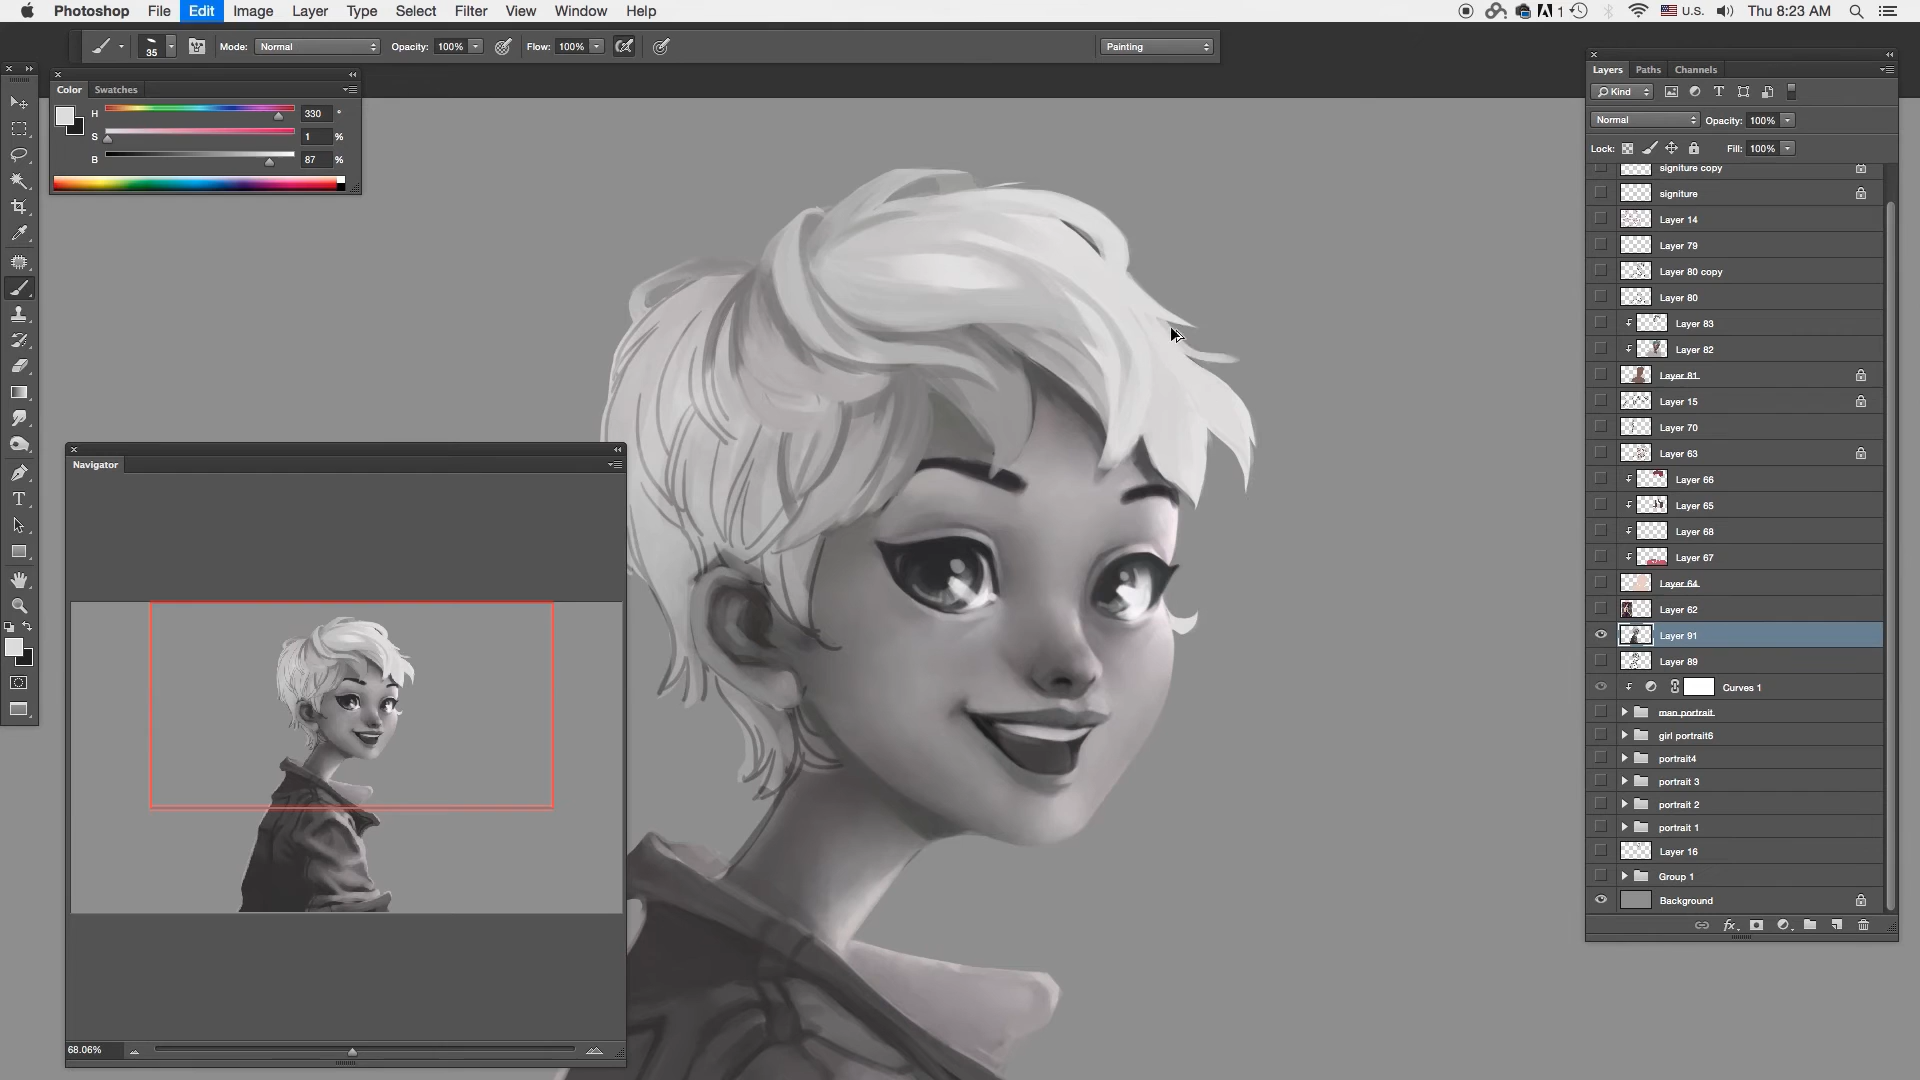 Photoshop File Edit Image Layer Type Select Filter View Window Help 1 U.S. Thu 8:23 AM
35 Mode: Normal Opacity: 100% Flow: 100% Painting
Color Swatches
H 330 °
S 1 %
B 87 %
Navigator
68.06%
Layers Paths Channels
Kind T
Normal Opacity: 100%
Lock: Fill: 100%
signiture copy
signiture
Layer 14
Layer 79
Layer 80 copy
Layer 80
Layer 83
Layer 82
Layer 81
Layer 15
Layer 70
Layer 63
Layer 66
Layer 65
Layer 68
Layer 67
Layer 64
Layer 62
Layer 91
Layer 89
Curves 1
man portrait
girl portrait6
portrait4
portrait 3
portrait 2
portrait 1
Layer 16
Group 1
Background
fx